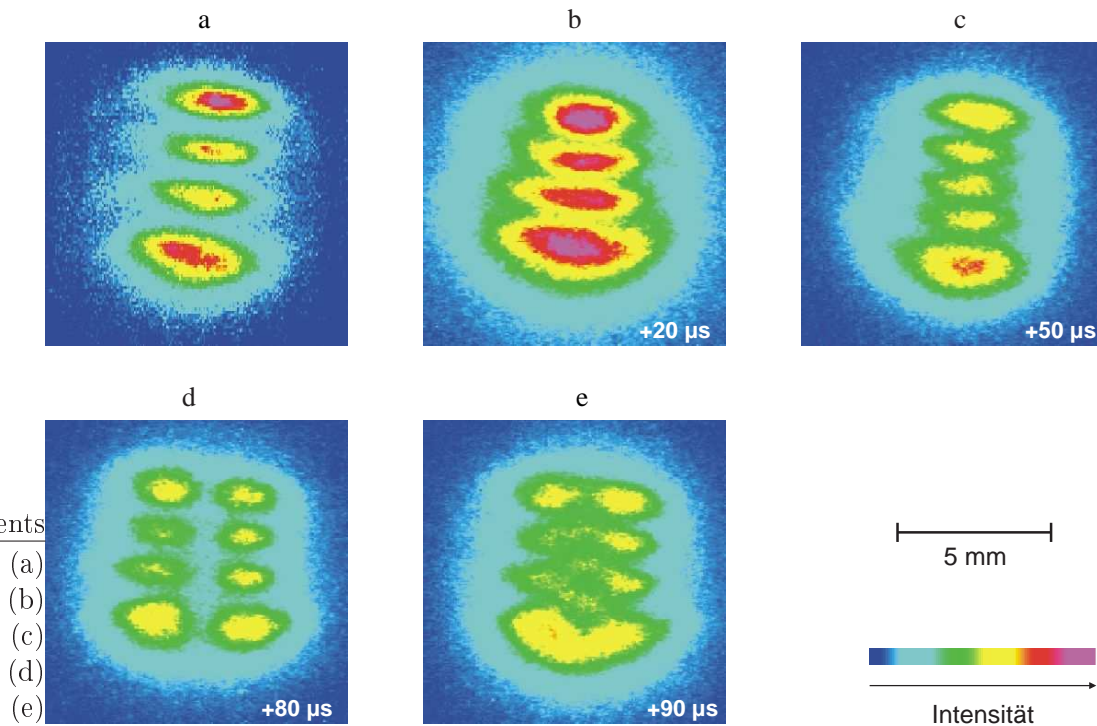 a
b
c
+20 µs
+50 µs
d
e
ents
(a)
(b)
(c)
(d)
(e)
+80 µs
+90 µs
5 mm
Intensität